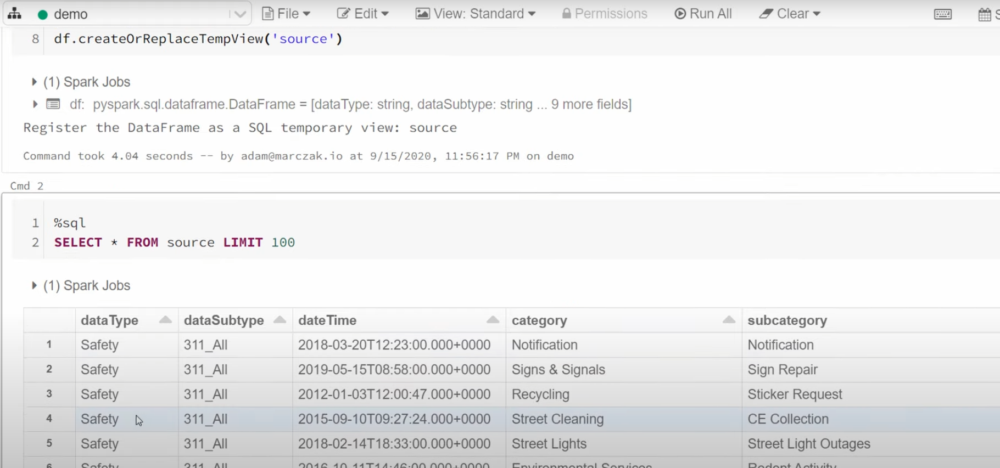 demo File Edit View: Standard Permissions Run All Clear
8 df.createOrReplaceTempView('source')
(1) Spark Jobs
df: pyspark.sql.dataframe.DataFrame = [dataType: string, dataSubtype: string ... 9 more fields]
Register the DataFrame as a SQL temporary view: source
Command took 4.04 seconds -- by adam@marczak.io at 9/15/2020, 11:56:17 PM on demo
Cmd 2
1 %sql
2 SELECT * FROM source LIMIT 100
(1) Spark Jobs
dataType dataSubtype dateTime category subcategory
1 Safety 311_All 2018-03-20T12:23:00.000+0000 Notification Notification
2 Safety 311_All 2019-05-15T08:58:00.000+0000 Signs & Signals Sign Repair
3 Safety 311_All 2012-01-03T12:00:47.000+0000 Recycling Sticker Request
4 Safety 311_All 2015-09-10T09:27:24.000+0000 Street Cleaning CE Collection
5 Safety 311_All 2018-02-14T18:33:00.000+0000 Street Lights Street Light Outages
6 Safety 311_All 2016-10-11T14:46:00.000+0000 Environmental Services Rodent Activity